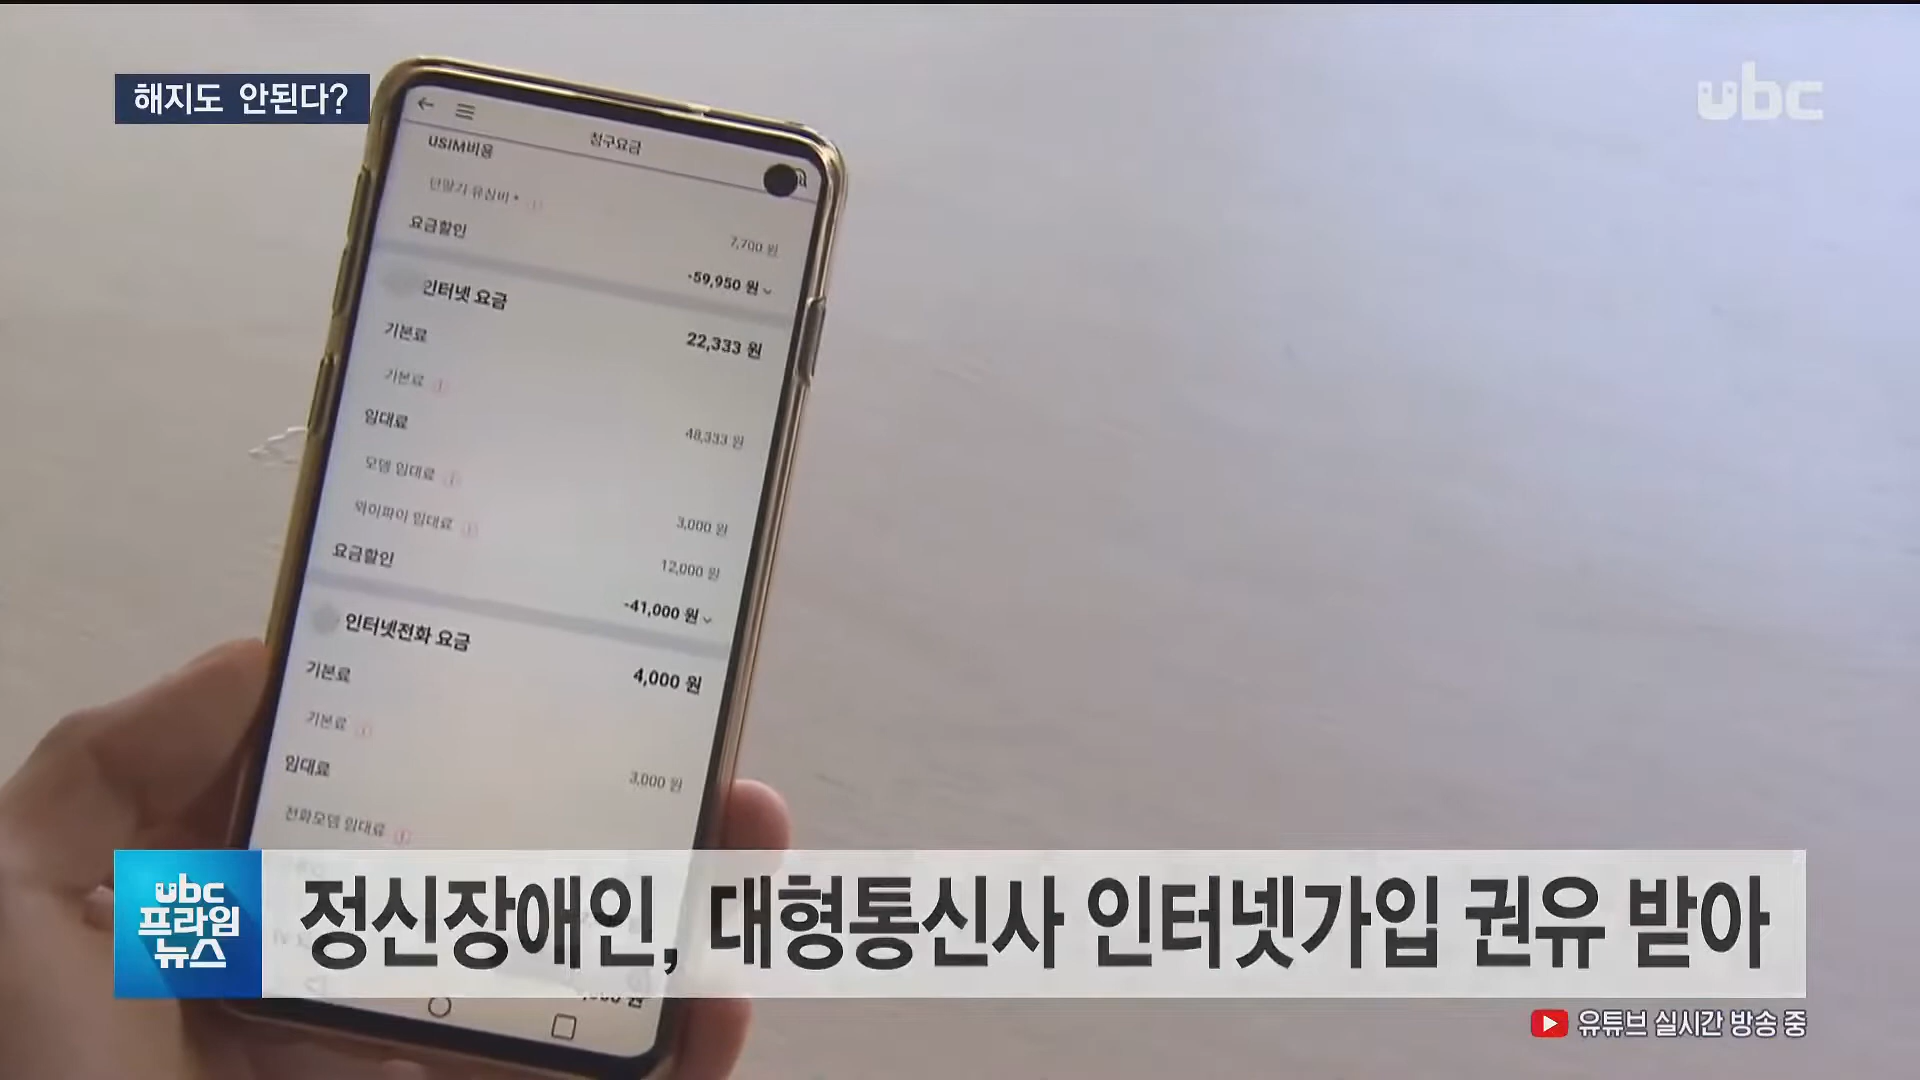 해지도 안된다?
ubc
청구요금
USIM비용
단말기 유심비 *
7,700 원
요금할인
-59,950 원
인터넷 요금
22,333 원
기본료
기본료
48,333 원
임대료
모뎀 임대료
3,000 원
와이파이 임대료
12,000 원
요금할인
-41,000 원
인터넷전화 요금
4,000 원
기본료
기본료
3,000 원
임대료
전화모뎀 임대료
ubc
프라임
뉴스
정신장애인, 대형통신사 인터넷가입 권유 받아
유튜브 실시간 방송 중